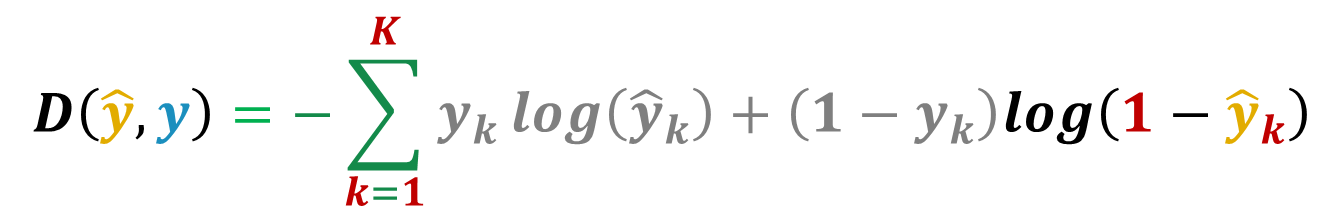 D(ŷ, y) = − ∑_{k=1}^{K} y_k log(ŷ_k) + (1 − y_k)log(1 − ŷ_k)